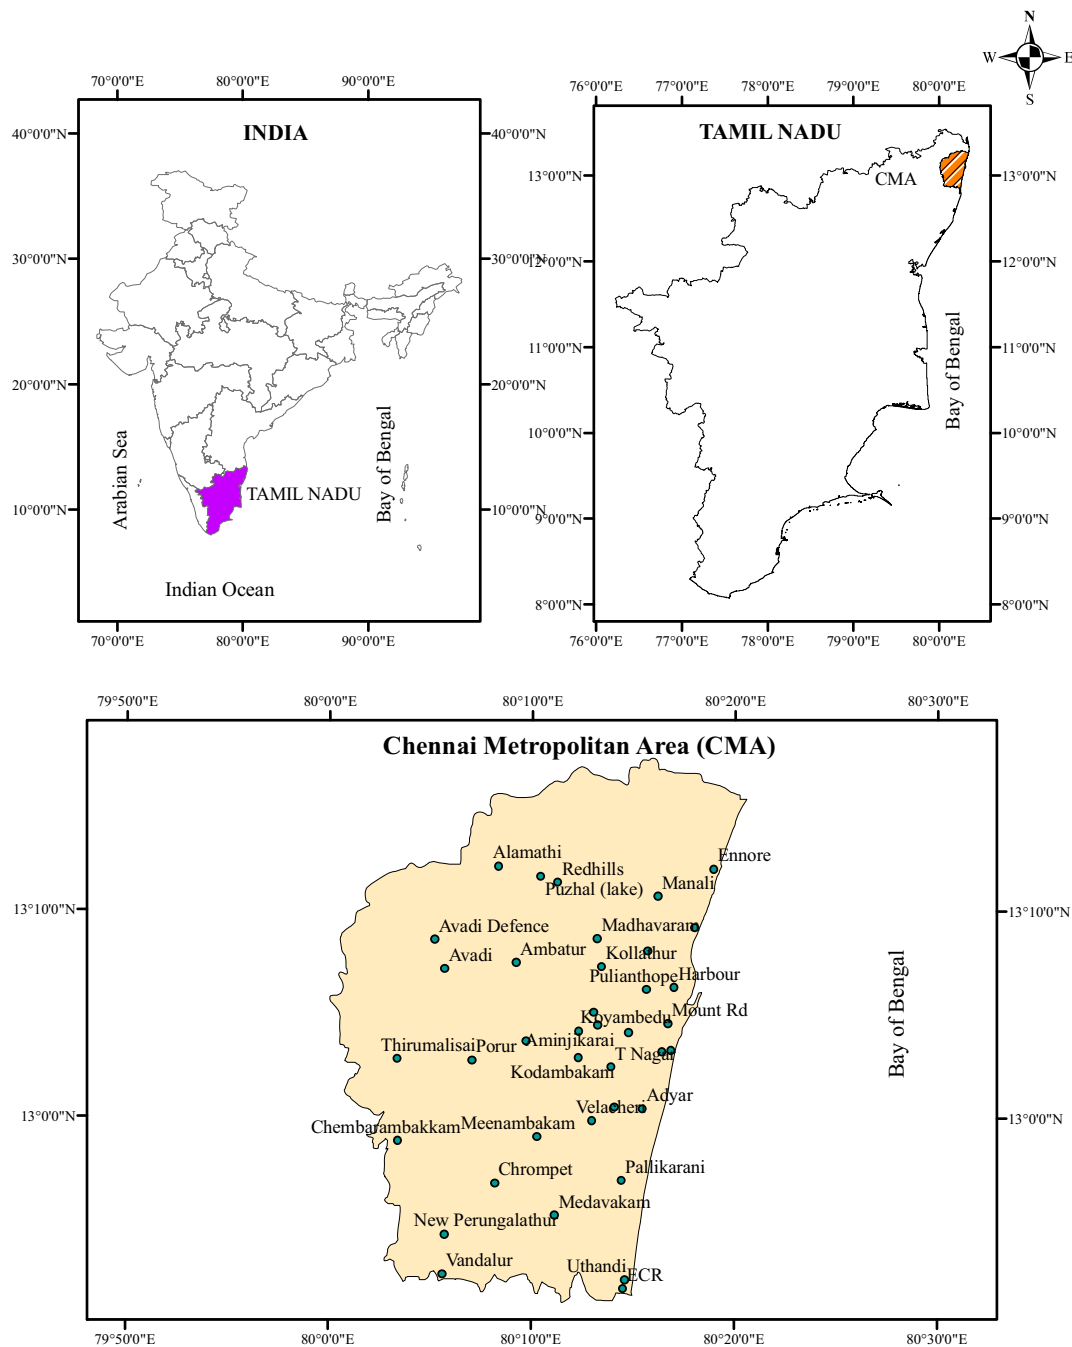 N
W E
S
70°0'0"E 80°0'0"E 90°0'0"E
INDIA
40°0'0"N 40°0'0"N
30°0'0"N 30°0'0"N
20°0'0"N 20°0'0"N
10°0'0"N 10°0'0"N
Arabian Sea
Bay of Bengal
TAMIL NADU
Indian Ocean
70°0'0"E 80°0'0"E 90°0'0"E
76°0'0"E 77°0'0"E 78°0'0"E 79°0'0"E 80°0'0"E
TAMIL NADU
CMA
13°0'0"N 13°0'0"N
12°0'0"N 12°0'0"N
11°0'0"N 11°0'0"N
10°0'0"N 10°0'0"N
9°0'0"N 9°0'0"N
8°0'0"N 8°0'0"N
Bay of Bengal
76°0'0"E 77°0'0"E 78°0'0"E 79°0'0"E 80°0'0"E
79°50'0"E 80°0'0"E 80°10'0"E 80°20'0"E 80°30'0"E
Chennai Metropolitan Area (CMA)
Alamathi
Ennore
Redhills
Puzhal (lake)
Manali
13°10'0"N 13°10'0"N
Avadi Defence
Madhavaram
Avadi
Ambatur
Kollathur
Pulianthope
Harbour
Koyambedu
Mount Rd
Aminjikarai
Thirumalisai
Porur
T Nagar
Kodambakam
Velacheri
Adyar
13°0'0"N 13°0'0"N
Chembarambakkam
Meenambakam
Chrompet
Pallikarani
Medavakam
New Perungalathur
Vandalur
Uthandi
ECR
Bay of Bengal
79°50'0"E 80°0'0"E 80°10'0"E 80°20'0"E 80°30'0"E